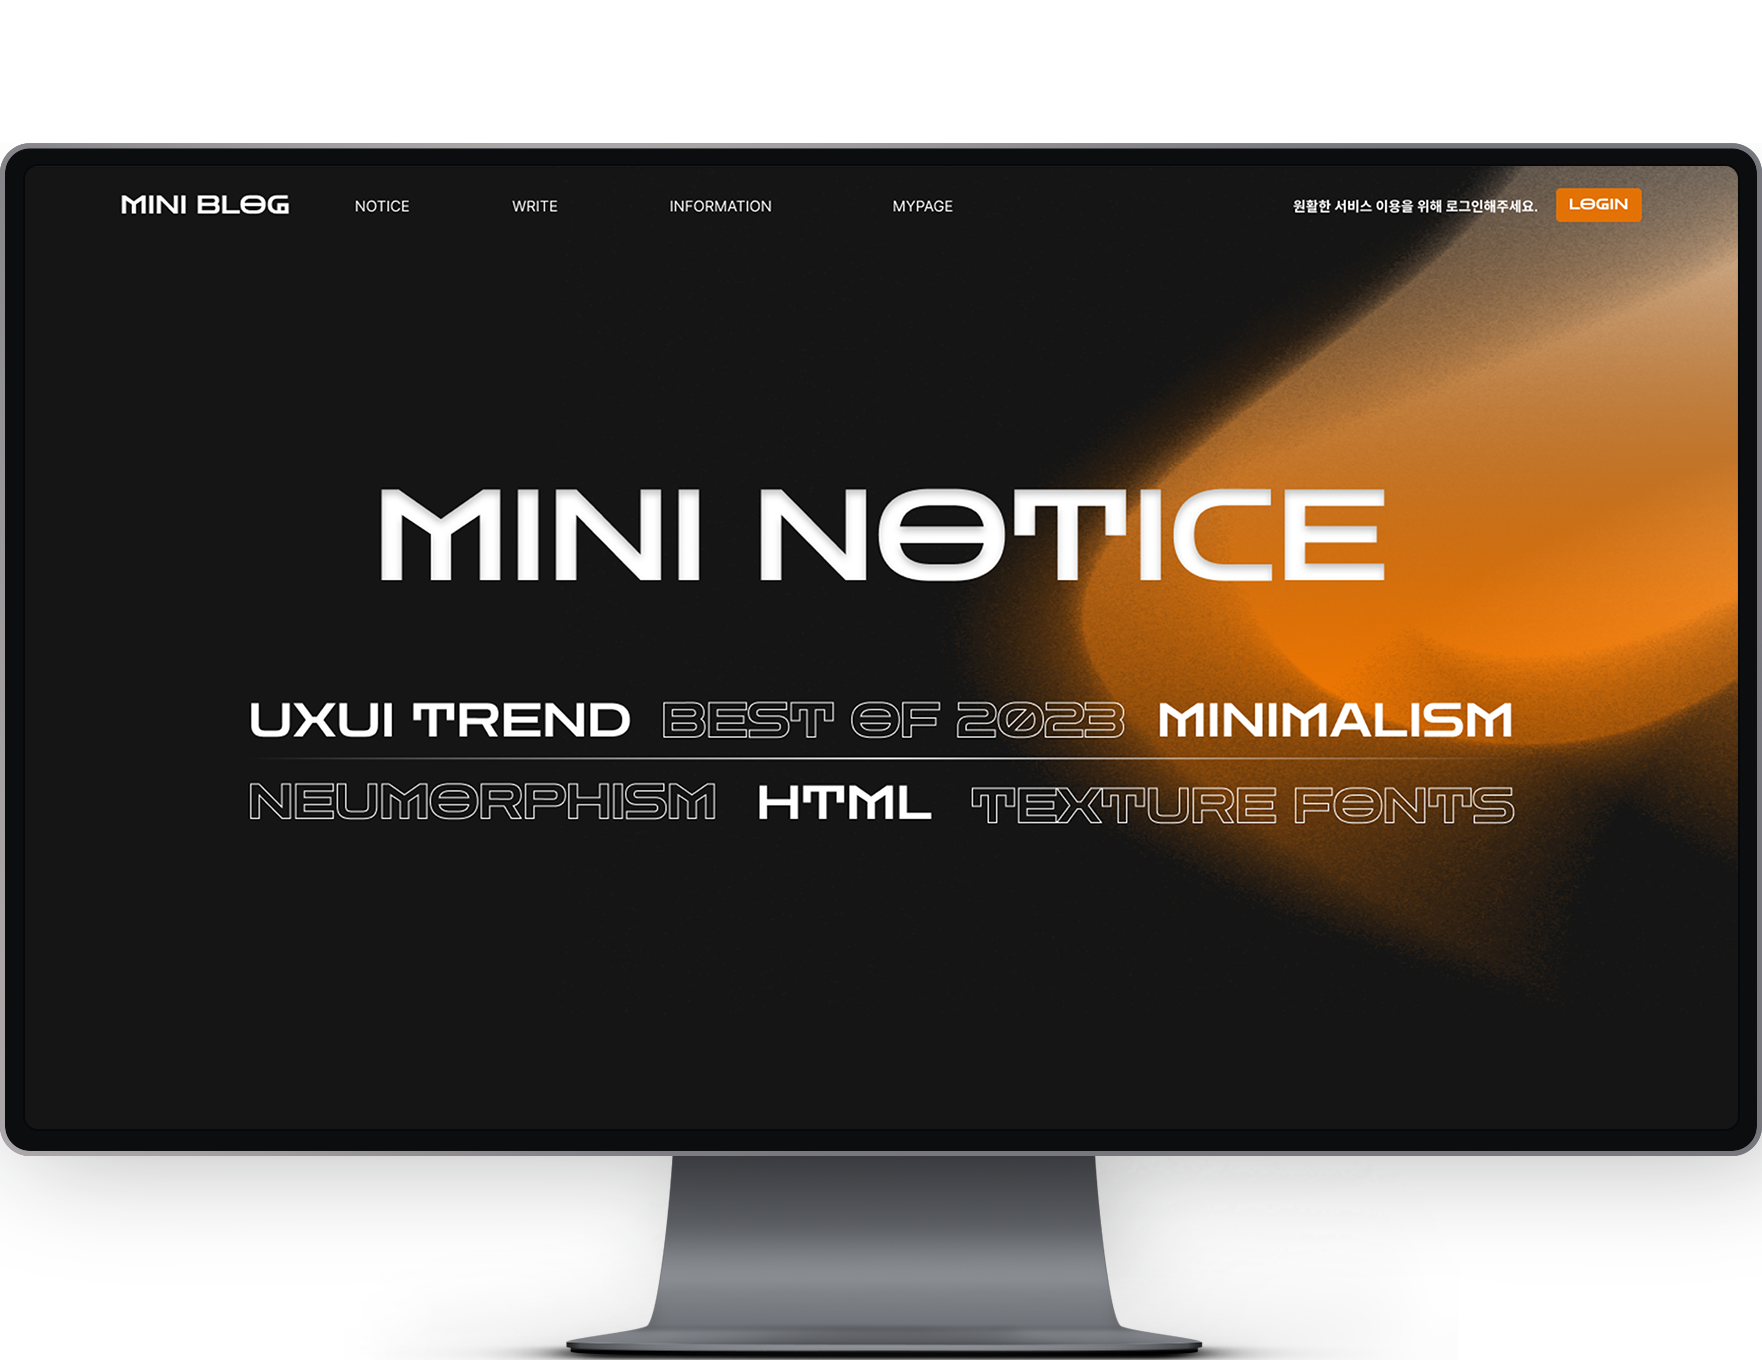 MINI BLOG NOTICE WRITE INFORMATION MYPAGE 원활한 서비스 이용을 위해 로그인해주세요. LOGIN
MINI NOTICE
UXUI TREND BEST OF 2023 MINIMALISM
NEUMORPHISM HTML TEXTURE FONTS